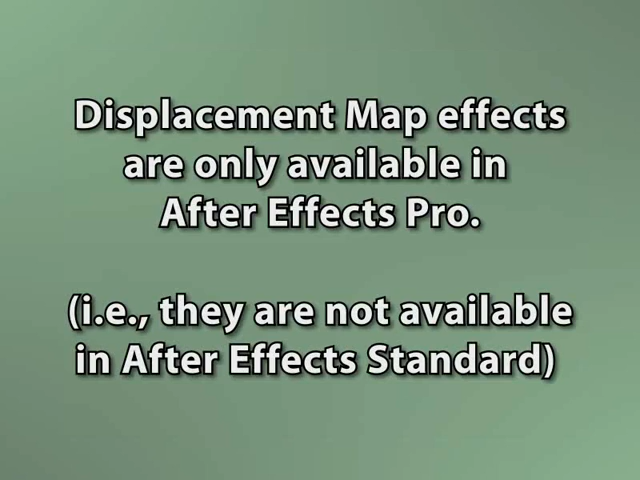 Displacement Map effects
are only available in
After Effects Pro.
(i.e., they are not available
in After Effects Standard)